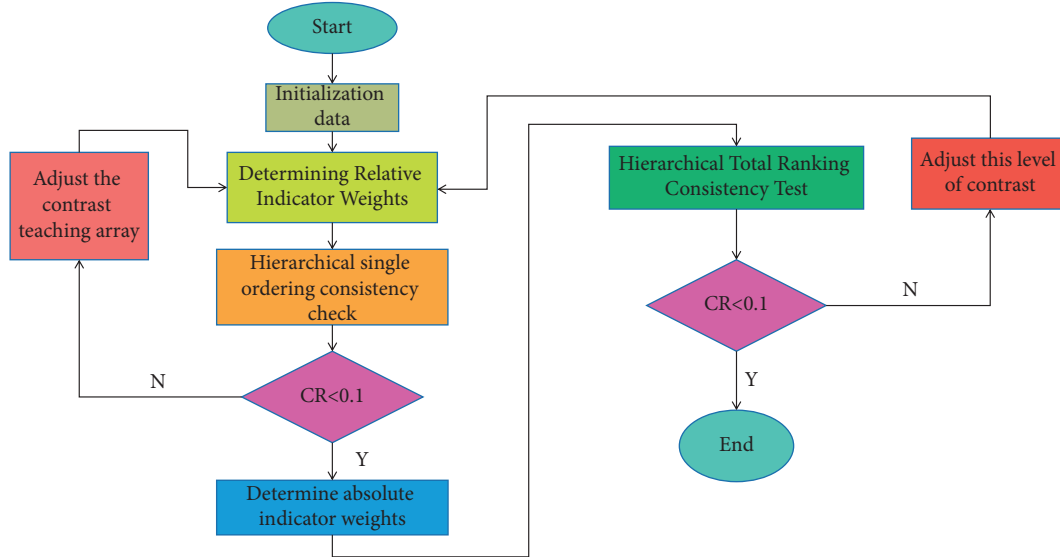 Start
Initialization
data
Determining Relative
Indicator Weights
Adjust the
contrast
teaching array
Hierarchical single
ordering consistency
check
N
CR<0.1
Y
Determine absolute
indicator weights
Hierarchical Total Ranking
Consistency Test
Adjust this level
of contrast
CR<0.1
N
Y
End